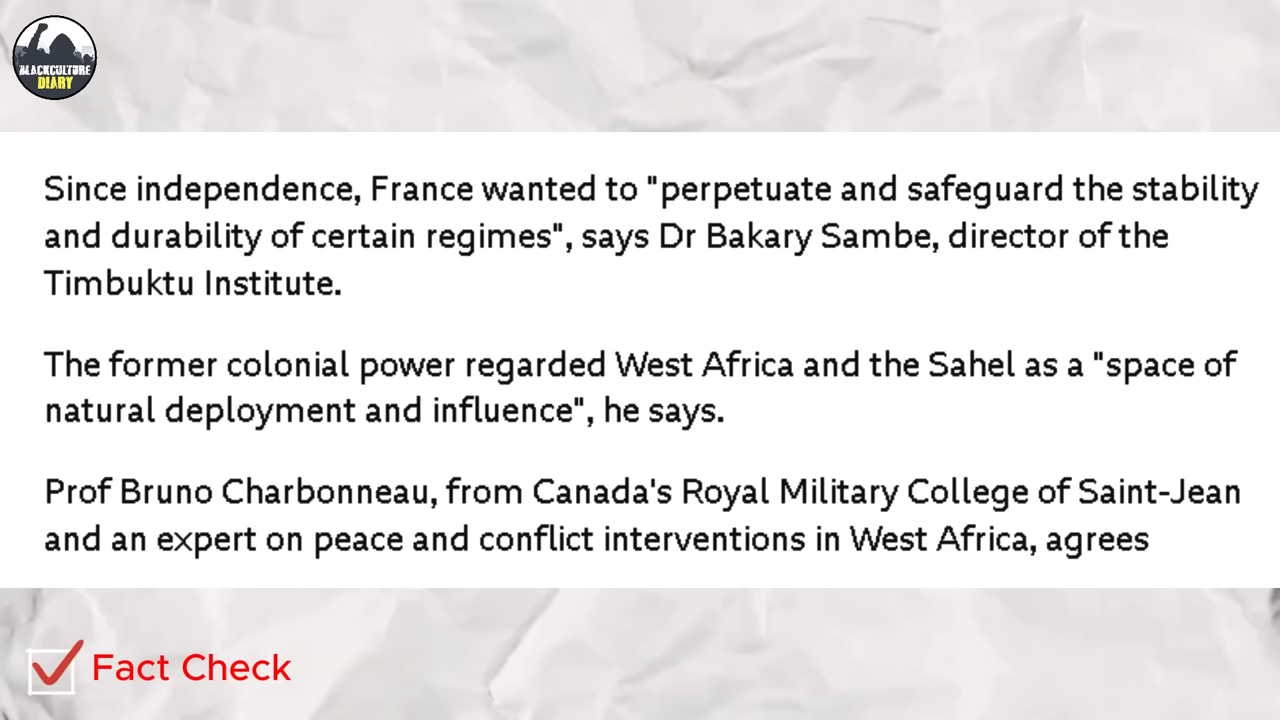 BLACKCULTURE
DIARY
Since independence, France wanted to "perpetuate and safeguard the stability
and durability of certain regimes", says Dr Bakary Sambe, director of the
Timbuktu Institute.
The former colonial power regarded West Africa and the Sahel as a "space of
natural deployment and influence", he says.
Prof Bruno Charbonneau, from Canada's Royal Military College of Saint-Jean
and an expert on peace and conflict interventions in West Africa, agrees
Fact Check